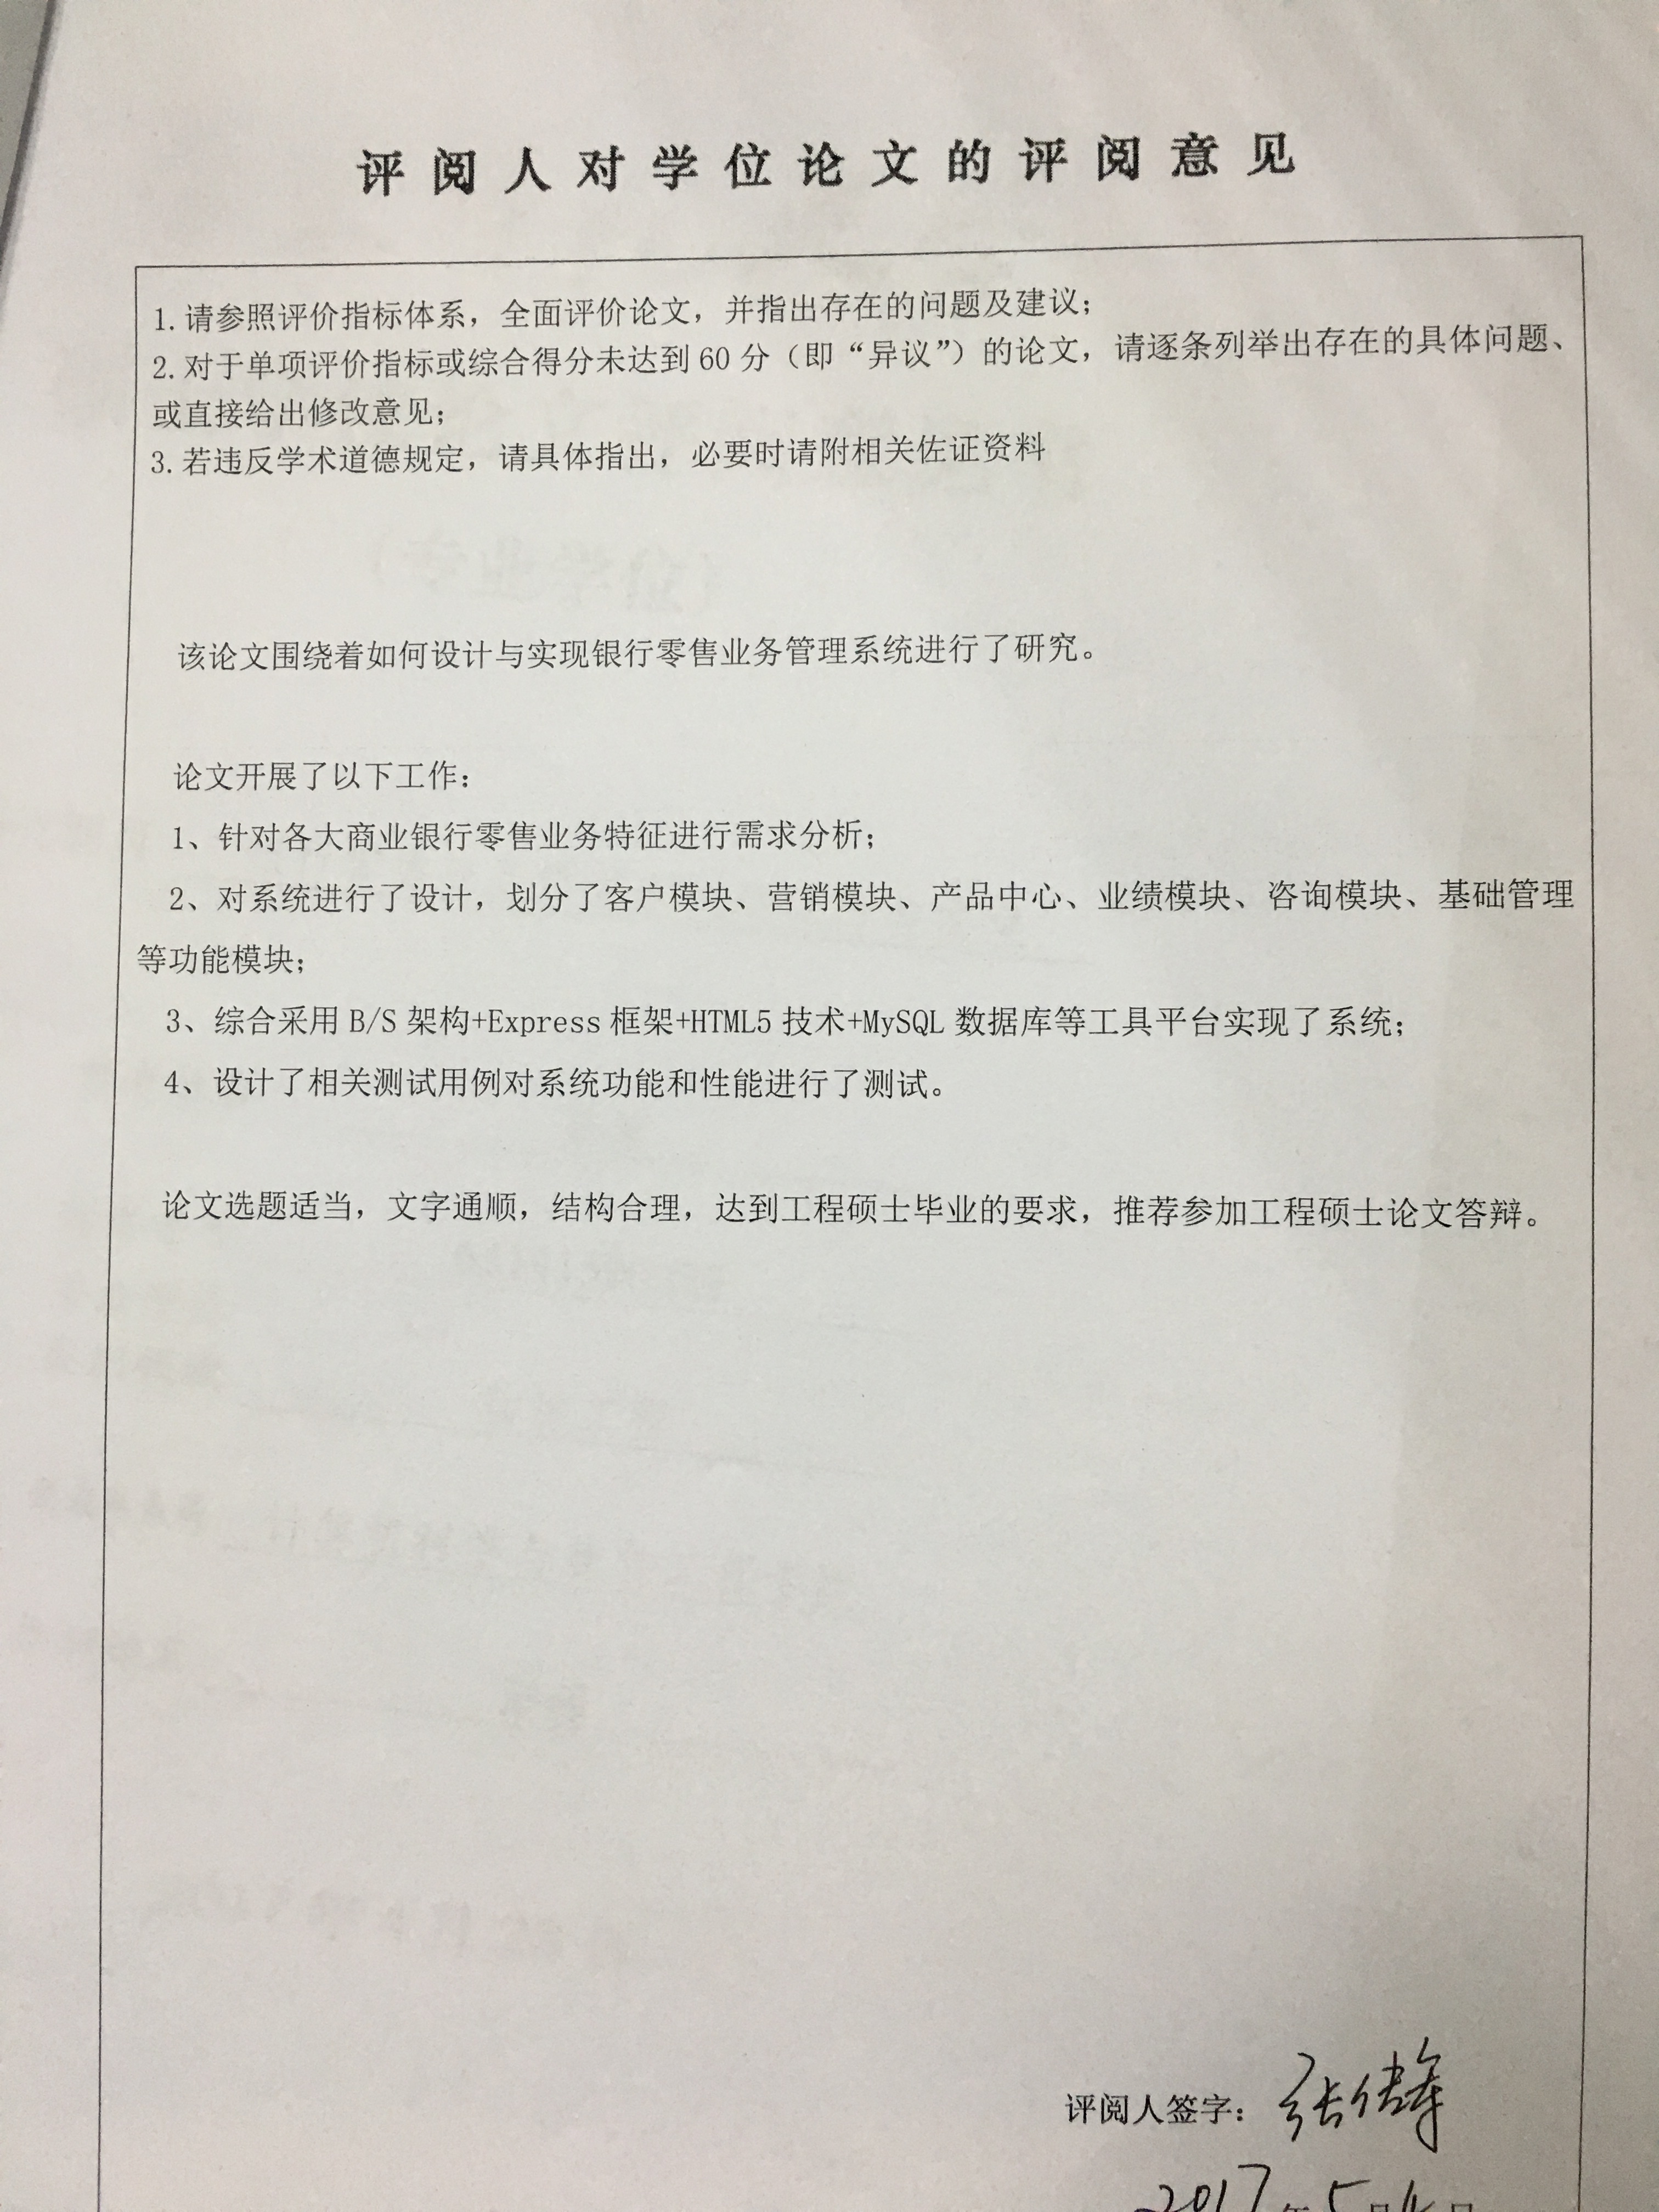 评阅人对学位论文的评阅意见
1.请参照评价指标体系，全面评价论文，并指出存在的问题及建议；
2.对于单项评价指标或综合得分未达到60分（即“异议”）的论文，请逐条列举出存在的具体问题、
或直接给出修改意见；
3.若违反学术道德规定，请具体指出，必要时请附相关佐证资料
该论文围绕着如何设计与实现银行零售业务管理系统进行了研究。
论文开展了以下工作：
1、针对各大商业银行零售业务特征进行需求分析；
2、对系统进行了设计，划分了客户模块、营销模块、产品中心、业绩模块、咨询模块、基础管理
等功能模块；
3、综合采用B/S架构+Express框架+HTML5技术+MySQL数据库等工具平台实现了系统；
4、设计了相关测试用例对系统功能和性能进行了测试。
论文选题适当，文字通顺，结构合理，达到工程硕士毕业的要求，推荐参加工程硕士论文答辩。
评阅人签字：张
2017年5月